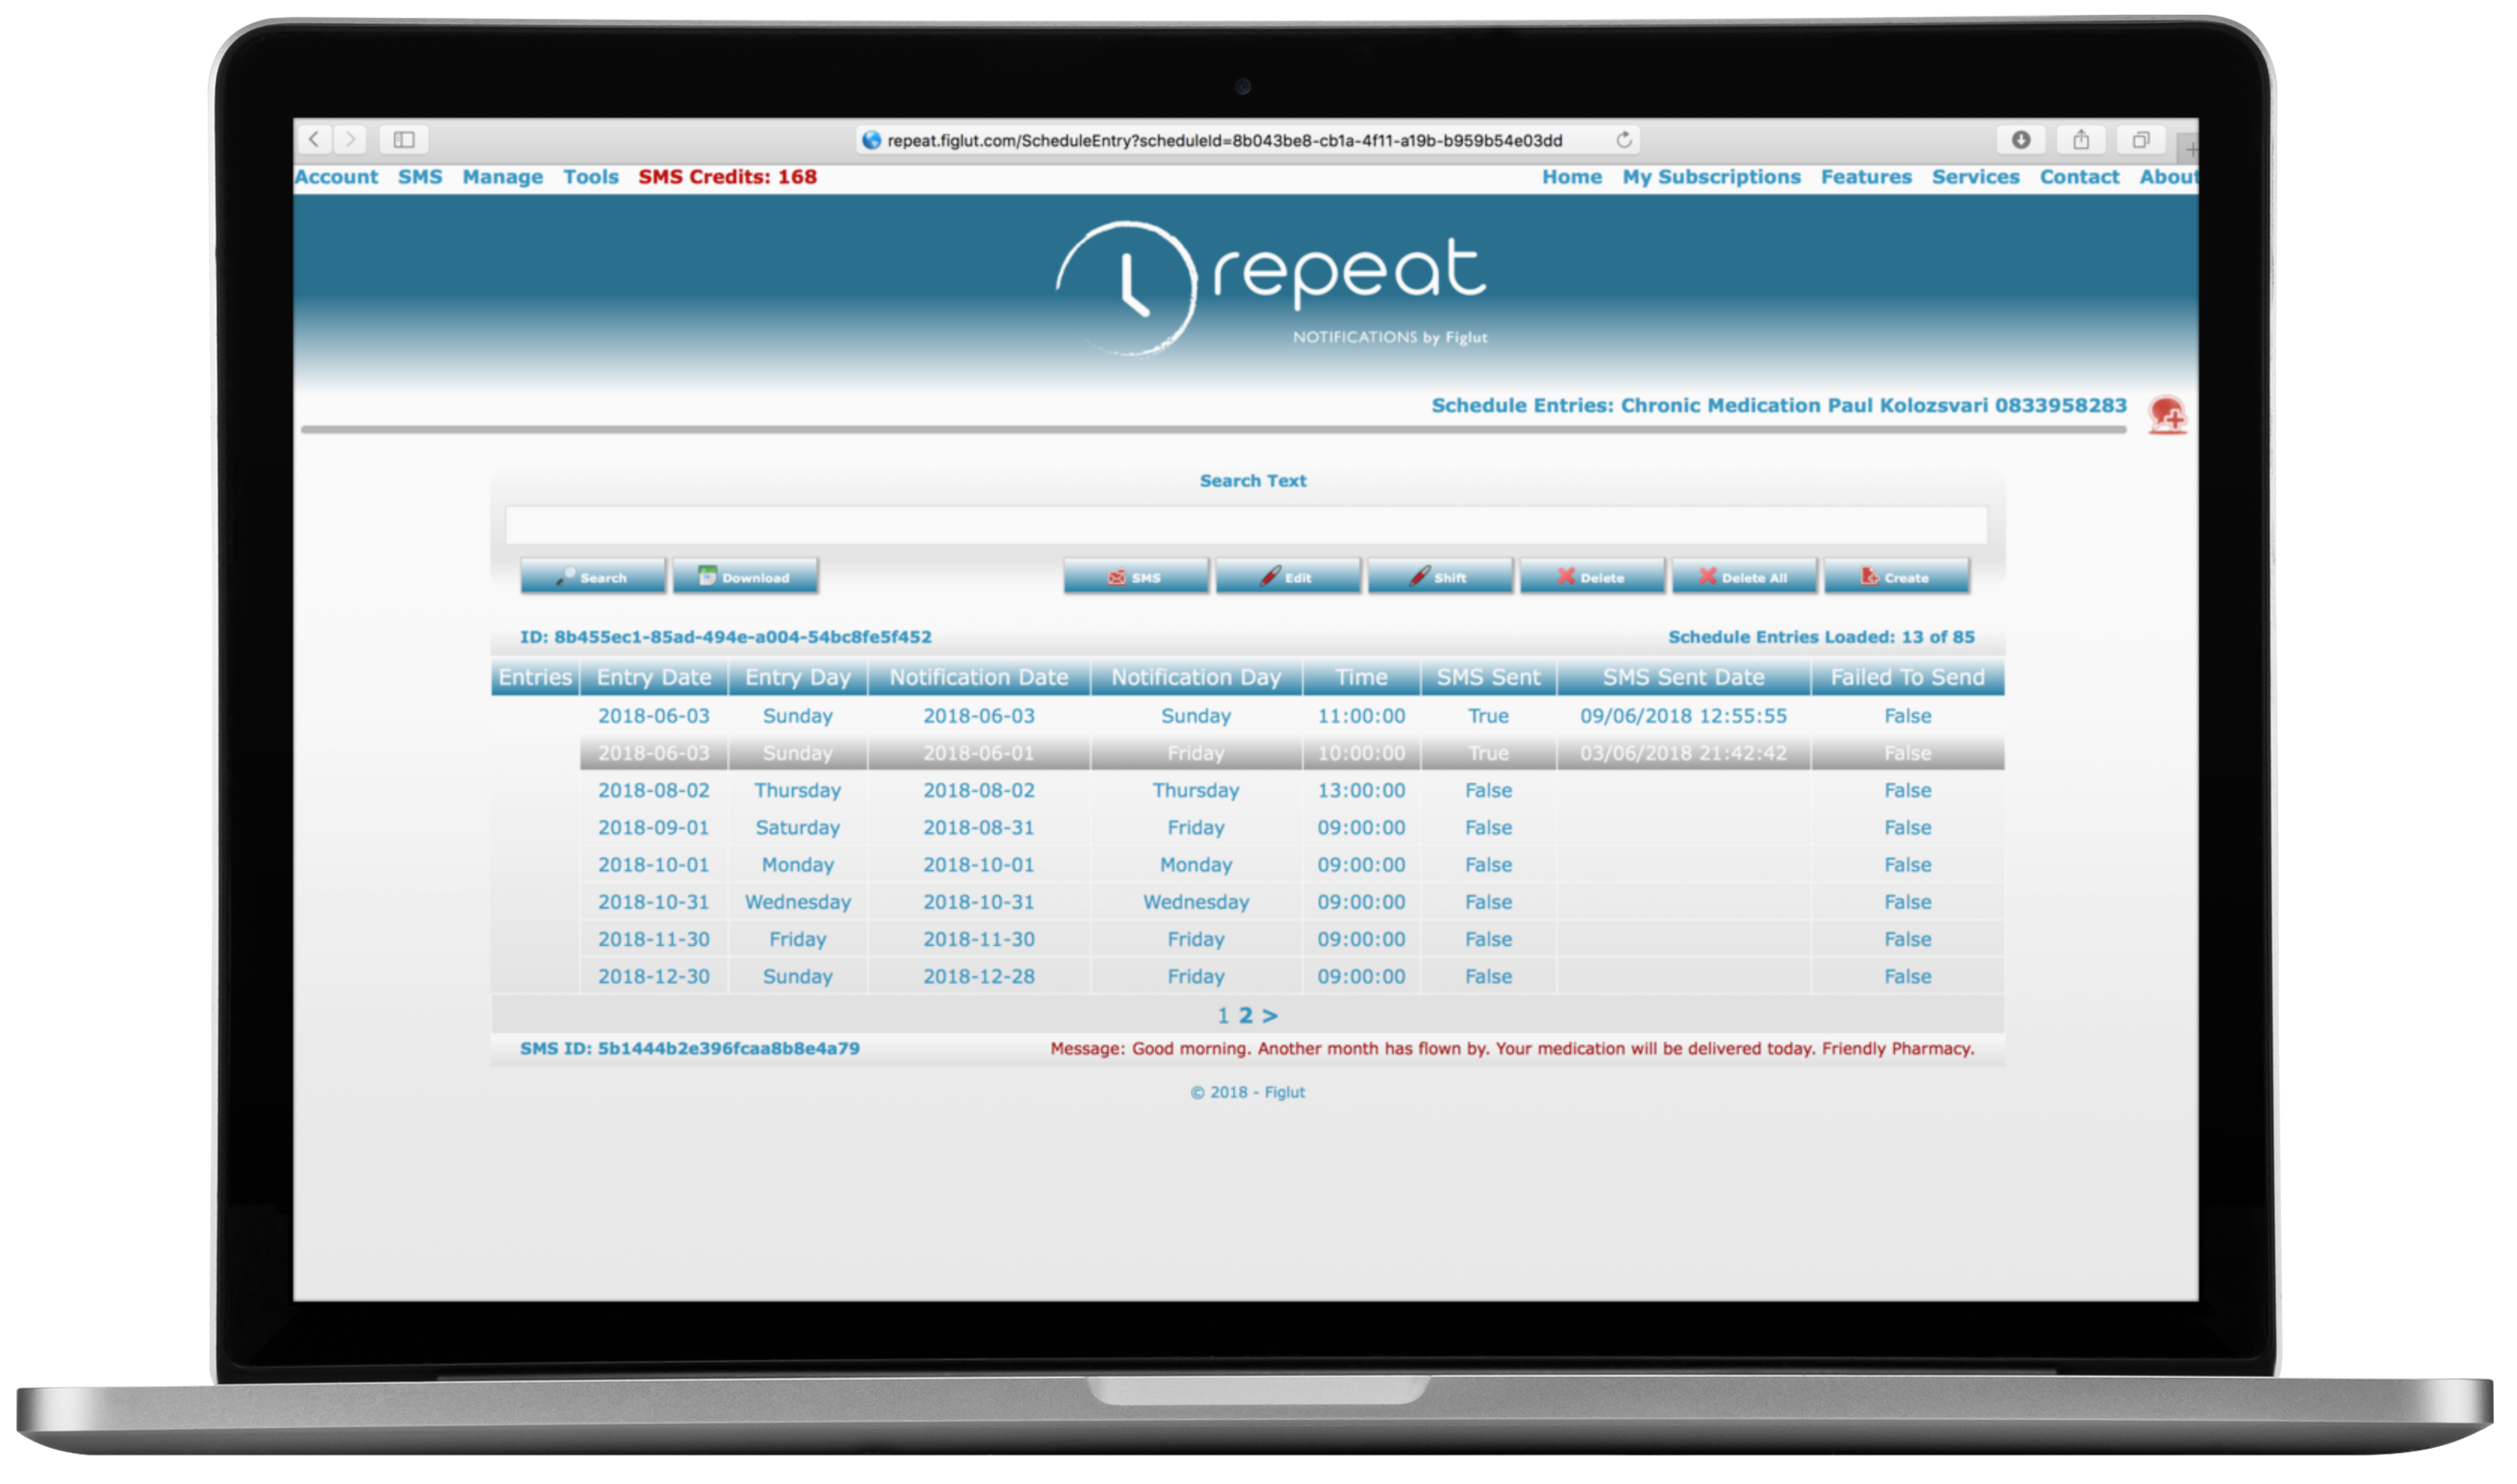 repeat.figlut.com/ScheduleEntry?scheduleId=8b043be8-cb1a-4f11-a19b-b959b54e03dd
Account SMS Manage Tools SMS Credits: 168 Home My Subscriptions Features Services Contact About
repeat
NOTIFICATIONS by Figlut
Schedule Entries: Chronic Medication Paul Kolozsvari 0833958283
Search Text
Search Download SMS Edit Shift Delete Delete All Create
ID: 8b455ec1-85ad-494e-a004-54bc8fe5f452 Schedule Entries Loaded: 13 of 85
Entries Entry Date Entry Day Notification Date Notification Day Time SMS Sent SMS Sent Date Failed To Send
2018-06-03 Sunday 2018-06-03 Sunday 11:00:00 True 09/06/2018 12:55:55 False
2018-06-03 Sunday 2018-06-01 Friday 10:00:00 True 03/06/2018 21:42:42 False
2018-08-02 Thursday 2018-08-02 Thursday 13:00:00 False False
2018-09-01 Saturday 2018-08-31 Friday 09:00:00 False False
2018-10-01 Monday 2018-10-01 Monday 09:00:00 False False
2018-10-31 Wednesday 2018-10-31 Wednesday 09:00:00 False False
2018-11-30 Friday 2018-11-30 Friday 09:00:00 False False
2018-12-30 Sunday 2018-12-28 Friday 09:00:00 False False
1 2 >
SMS ID: 5b1444b2e396fcaa8b8e4a79 Message: Good morning. Another month has flown by. Your medication will be delivered today. Friendly Pharmacy.
© 2018 - Figlut